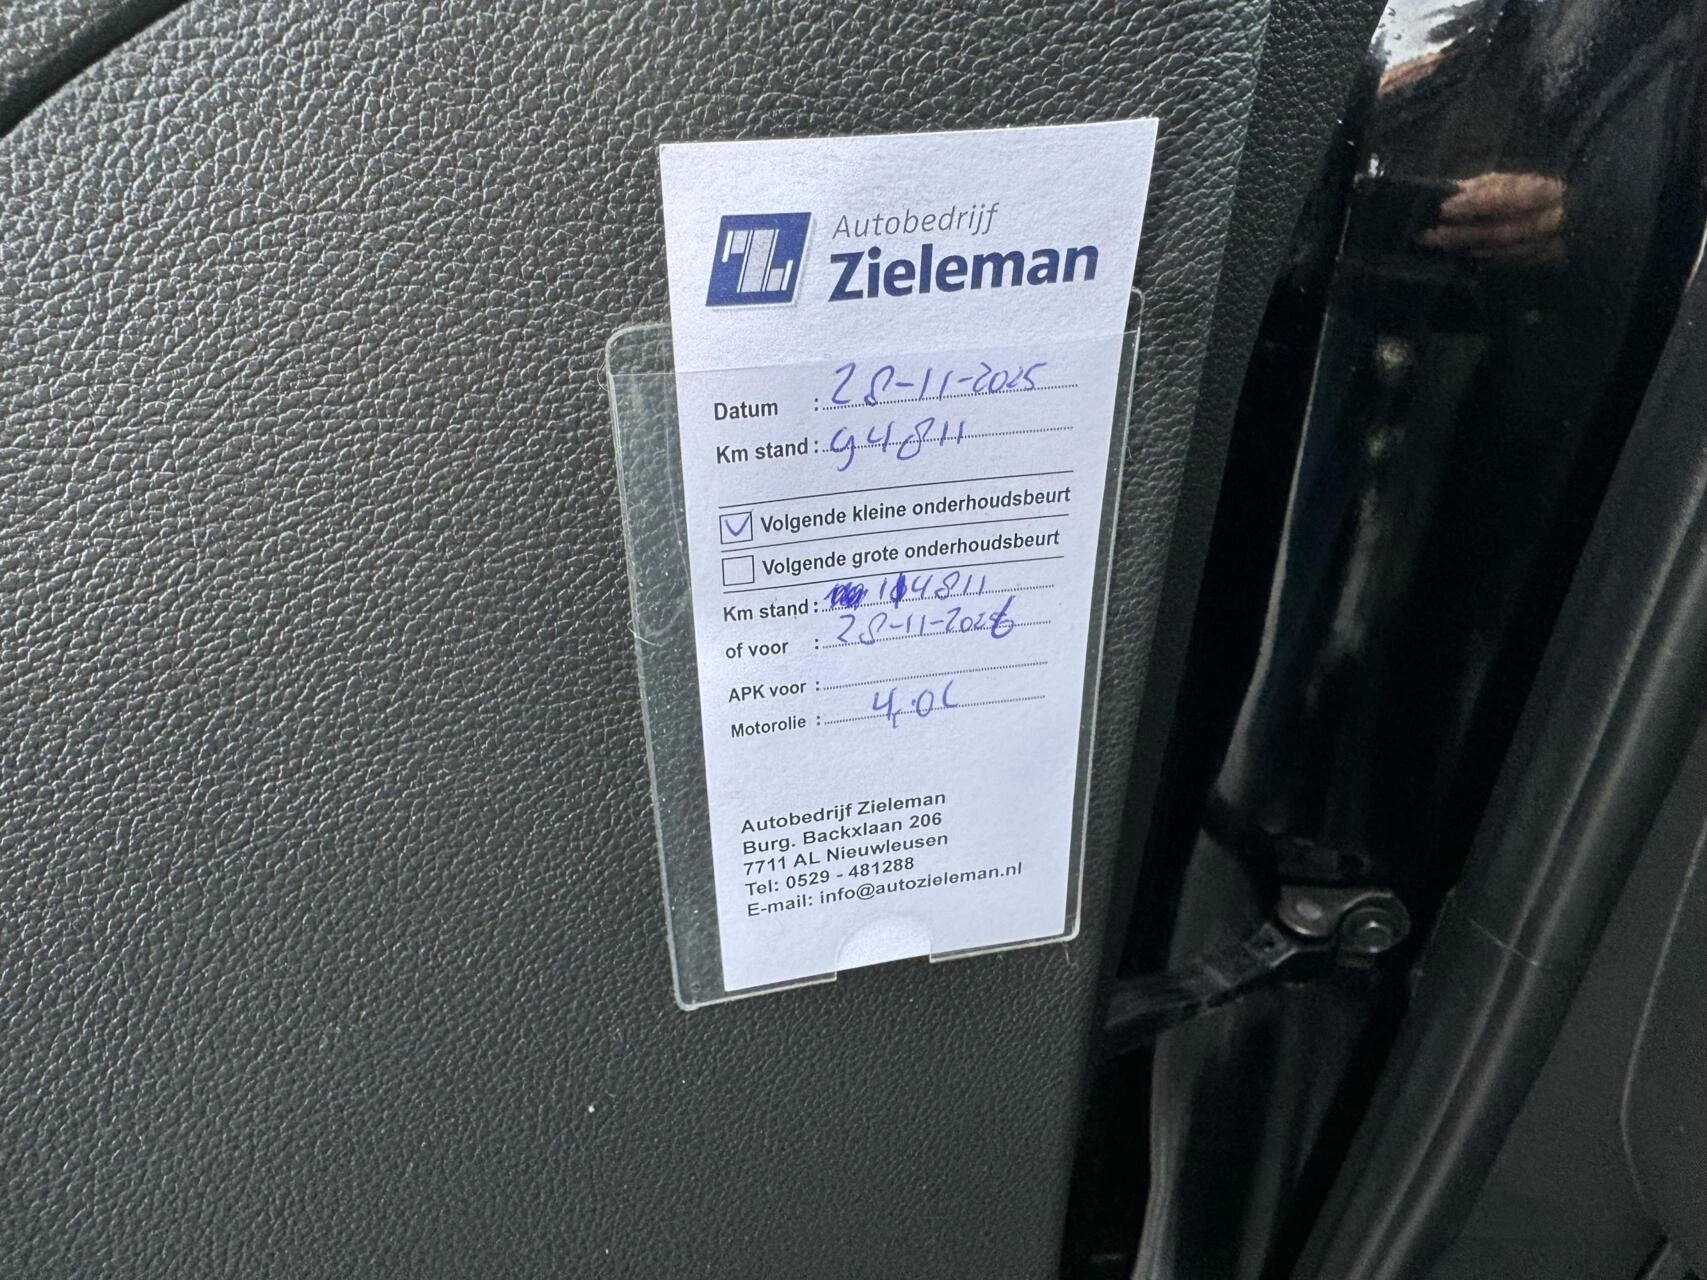 Autobedrijf
Zieleman
Datum : 28-11-2025
Km stand : 94811
Volgende kleine onderhoudsbeurt
Volgende grote onderhoudsbeurt
Km stand : 114811
of voor : 28-11-2026
APK voor :
Motorolie : 4,0L
Autobedrijf Zieleman
Burg. Backxlaan 206
7711 AL Nieuwleusen
Tel: 0529 - 481288
E-mail: info@autozieleman.nl